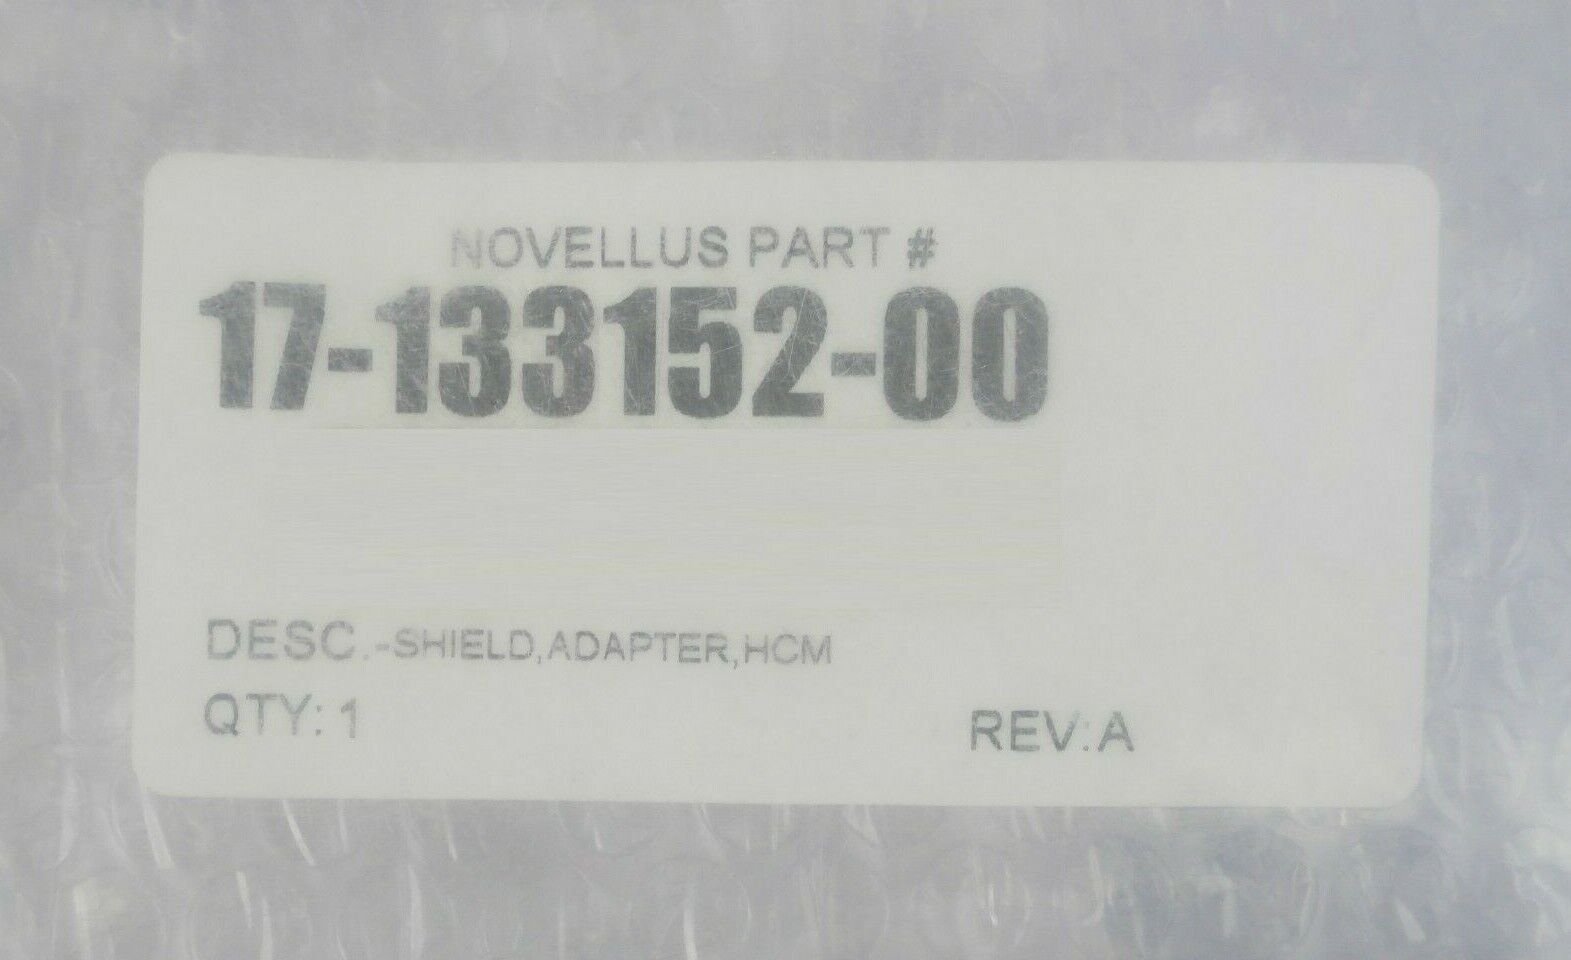 NOVELLUS PART #
17-133152-00
DESC.-SHIELD,ADAPTER,HCM
QTY: 1
REV:A